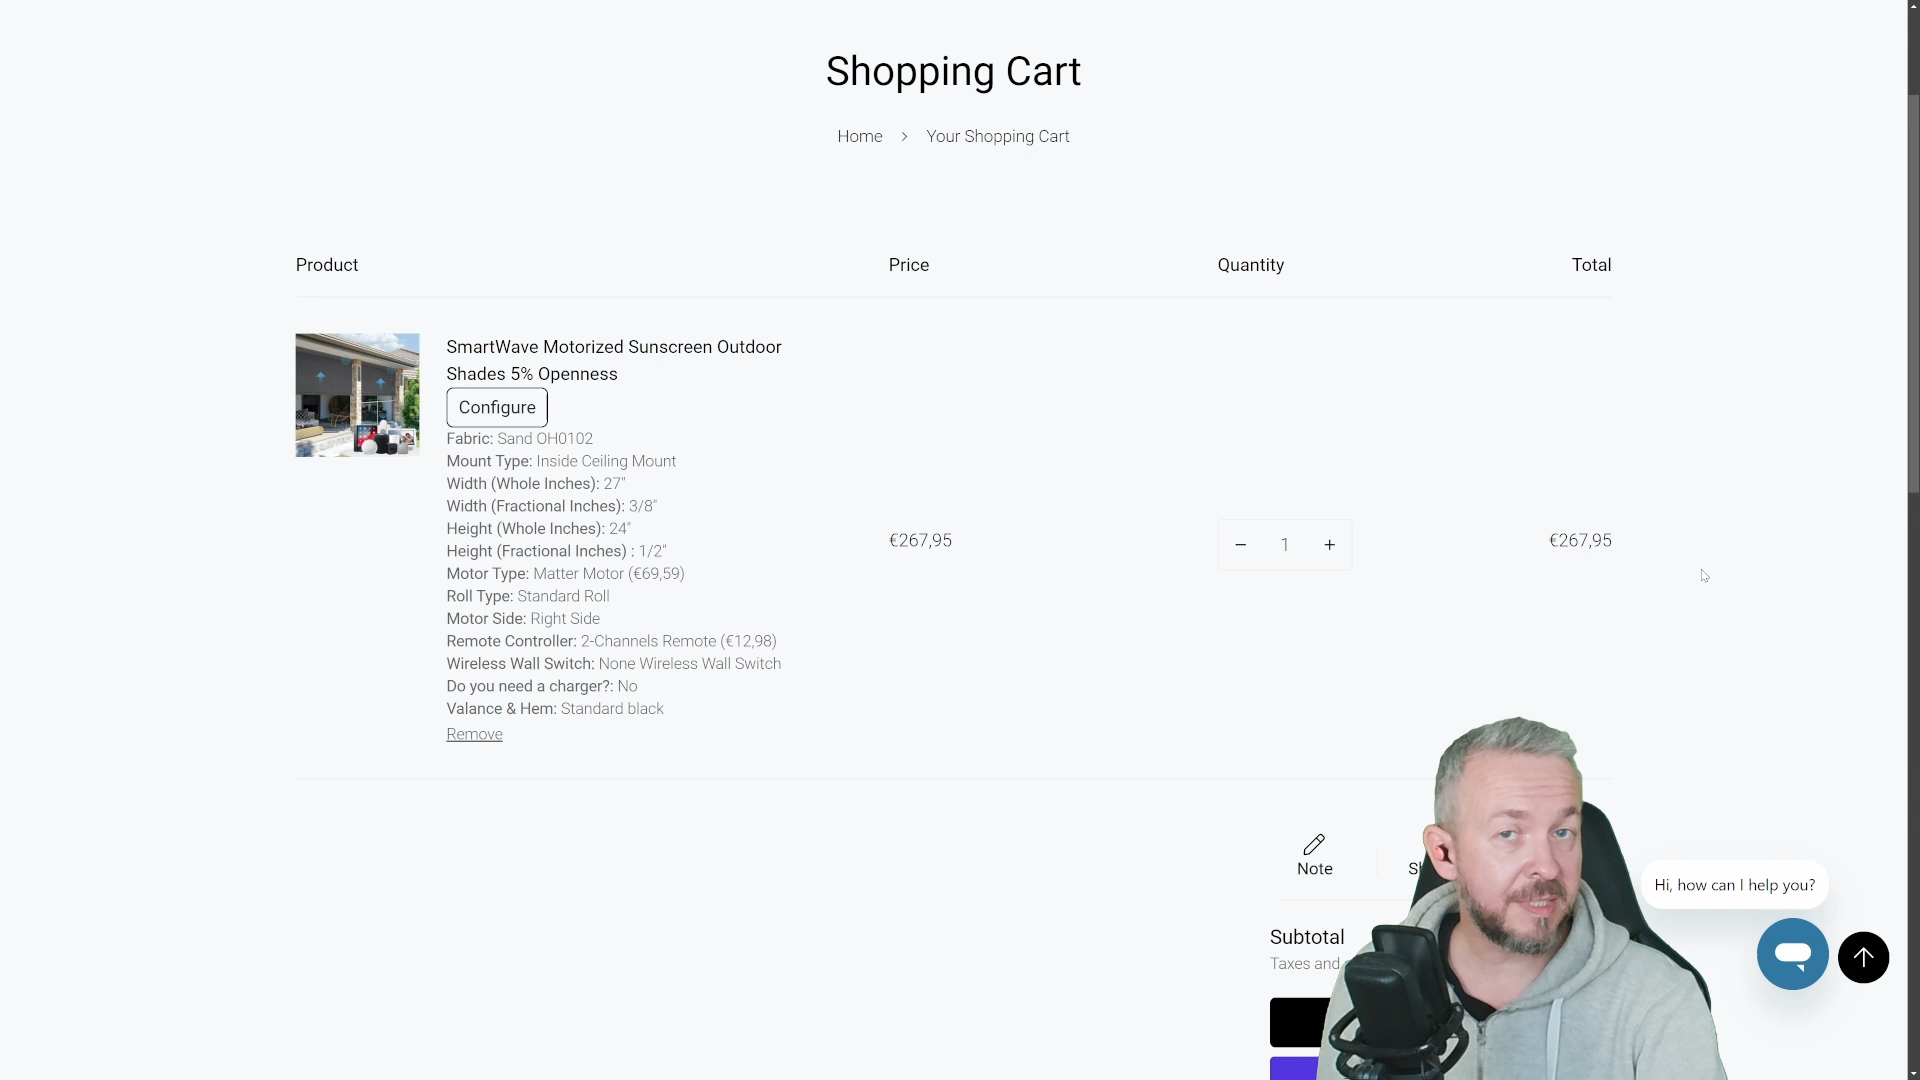 Shopping Cart
Home > Your Shopping Cart
Product Price Quantity Total
SmartWave Motorized Sunscreen Outdoor
Shades 5% Openness
Configure
Fabric: Sand OH0102
Mount Type: Inside Ceiling Mount
Width (Whole Inches): 27"
Width (Fractional Inches): 3/8"
Height (Whole Inches): 24"
Height (Fractional Inches) : 1/2"
Motor Type: Matter Motor (€69,59)
Roll Type: Standard Roll
Motor Side: Right Side
Remote Controller: 2-Channels Remote (€12,98)
Wireless Wall Switch: None Wireless Wall Switch
Do you need a charger?: No
Valance & Hem: Standard black
Remove
€267,95 − 1 + €267,95
Note
Hi, how can I help you?
Subtotal
Taxes and